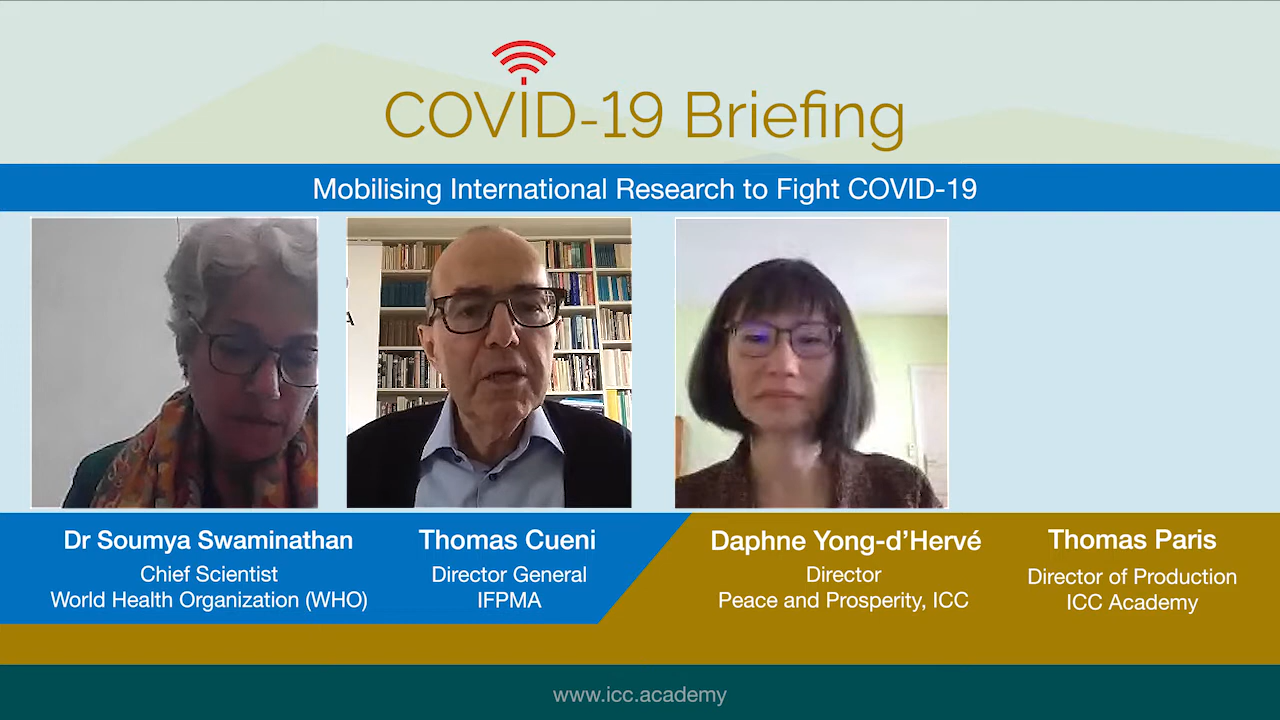 COVID-19 Briefing
Mobilising International Research to Fight COVID-19
A
Dr Soumya Swaminathan
Chief Scientist
World Health Organization (WHO)
Thomas Cueni
Director General
IFPMA
Daphne Yong-d'Hervé
Director
Peace and Prosperity, ICC
Thomas Paris
Director of Production
ICC Academy
www.icc.academy